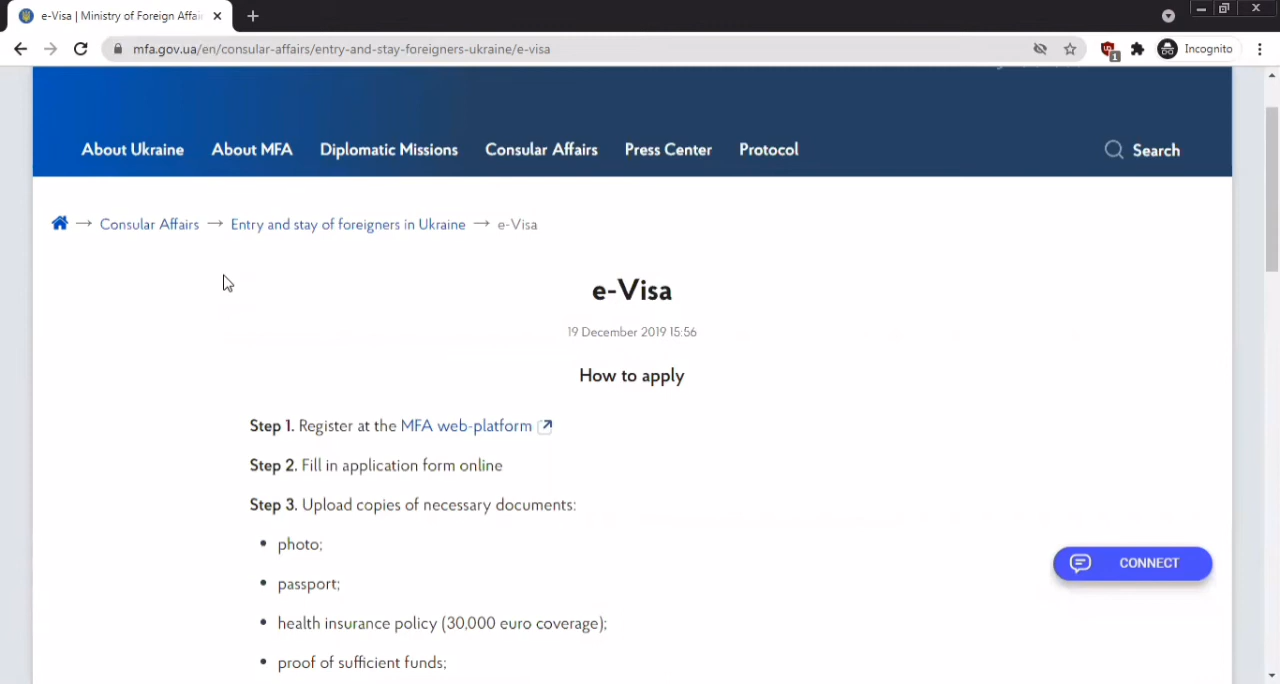 e-Visa | Ministry of Foreign Affai
mfa.gov.ua/en/consular-affairs/entry-and-stay-foreigners-ukraine/e-visa
1
Incognito
About Ukraine
About MFA
Diplomatic Missions
Consular Affairs
Press Center
Protocol
Search
Consular Affairs → Entry and stay of foreigners in Ukraine → e-Visa
e-Visa
19 December 2019 15:56
How to apply
Step 1. Register at the MFA web-platform
Step 2. Fill in application form online
Step 3. Upload copies of necessary documents:
• photo;
• passport;
• health insurance policy (30,000 euro coverage);
• proof of sufficient funds;
CONNECT